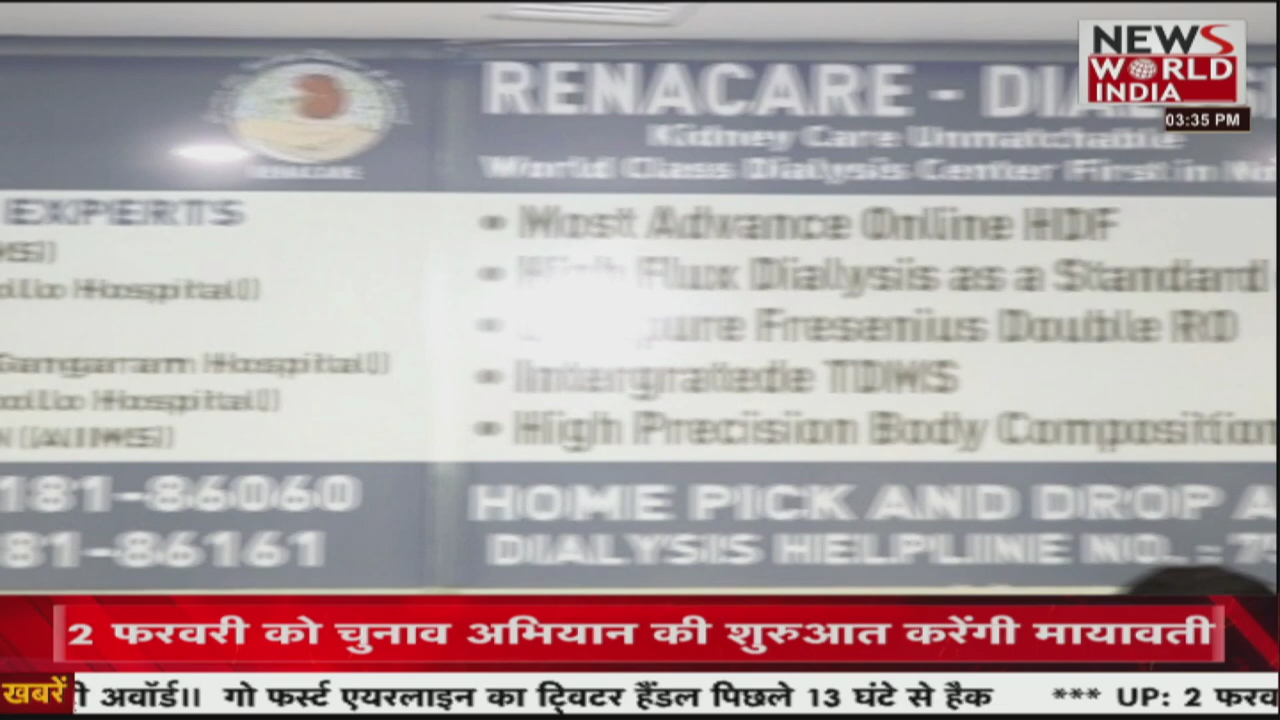 NEWS
WORLD
INDIA
03:35 PM
RENACARE -
Kidney Care Unmatchable
World Class Dialysis Center First in
RENACARE
EXPERTS
Hospital)
Gangaram Hospital)
Hospital)
(AIIMS)
181-86060
81-86161
• Most Advance Online HDF
• High Flux Dialysis as a Standard
• pure Fresenius Double RO
• Intergratede TDMS
• High Precision Body Composition
HOME PICK AND DROP A
DIALYSIS HELPLINE NO. : 7
2 फरवरी को चुनाव अभियान की शुरुआत करेंगी मायावती
खबरें
ी अवॉर्ड।। गो फर्स्ट एयरलाइन का ट्विटर हैंडल पिछले 13 घंटे से हैक *** UP: 2 फरव